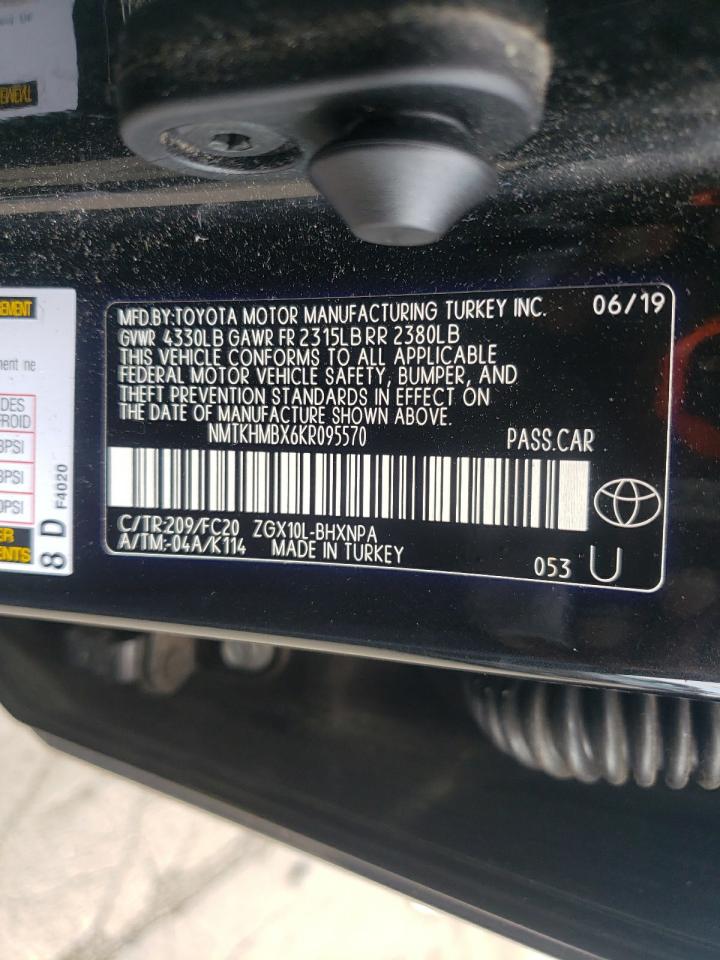 MFD.BY:TOYOTA MOTOR MANUFACTURING TURKEY INC. 06/19
GVWR 4330LB GAWR FR 2315LB RR 2380LB
THIS VEHICLE CONFORMS TO ALL APPLICABLE
FEDERAL MOTOR VEHICLE SAFETY, BUMPER, AND
THEFT PREVENTION STANDARDS IN EFFECT ON
THE DATE OF MANUFACTURE SHOWN ABOVE.
NMTKHMBX6KR095570 PASS.CAR
C/TR:209/FC20 ZGX10L-BHXNPA
A/TM:-04A/K114 MADE IN TURKEY
053 U
8 D F4020